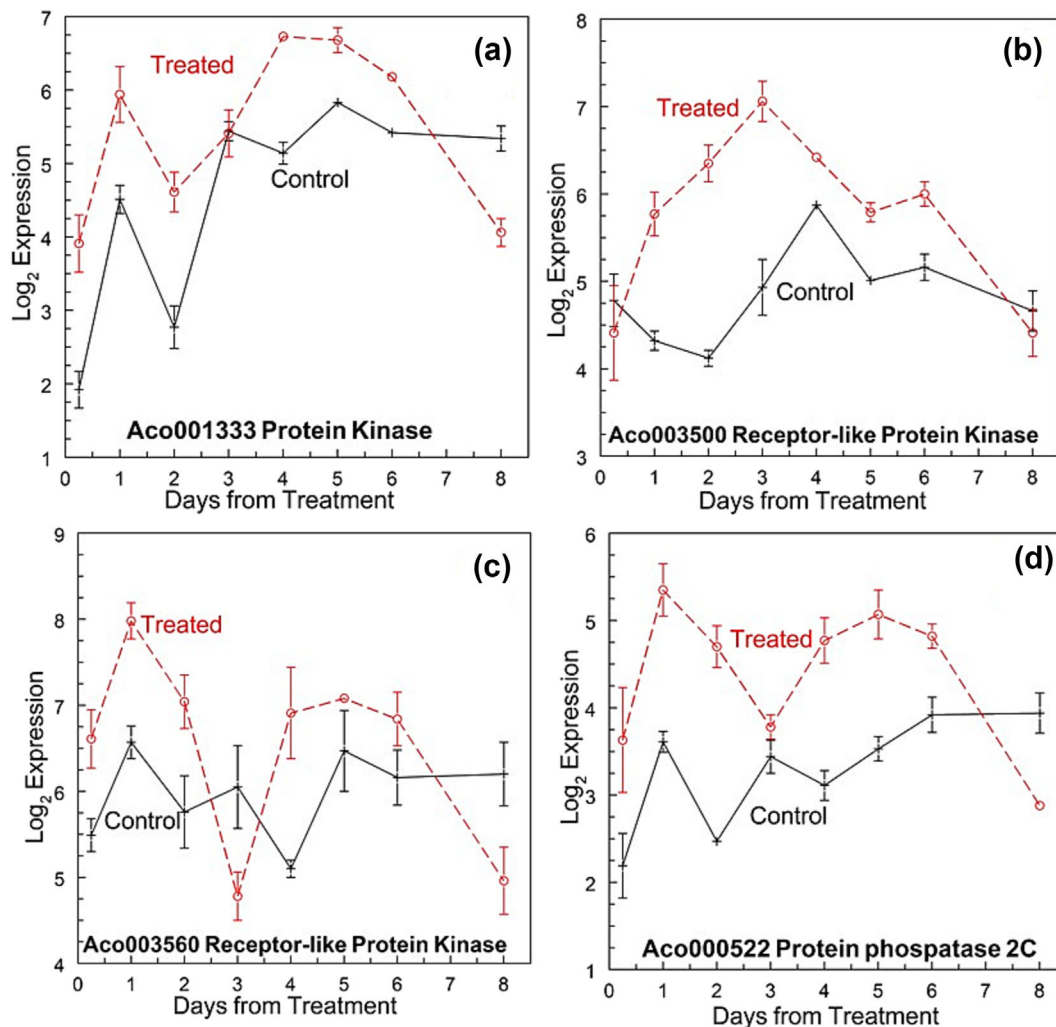 (a)
7
6
5
4
3
2
1
Log₂ Expression
Treated
Control
Aco001333 Protein Kinase
0 1 2 3 4 5 6 7 8
Days from Treatment
(b)
8
7
6
5
4
3
Log₂ Expression
Treated
Control
Aco003500 Receptor-like Protein Kinase
0 1 2 3 4 5 6 7 8
Days from Treatment
(c)
9
8
7
6
5
4
Log₂ Expression
Treated
Control
Aco003560 Receptor-like Protein Kinase
0 1 2 3 4 5 6 7 8
Days from Treatment
(d)
6
5
4
3
2
1
Log₂ Expression
Treated
Control
Aco000522 Protein phospatase 2C
0 1 2 3 4 5 6 7 8
Days from Treatment